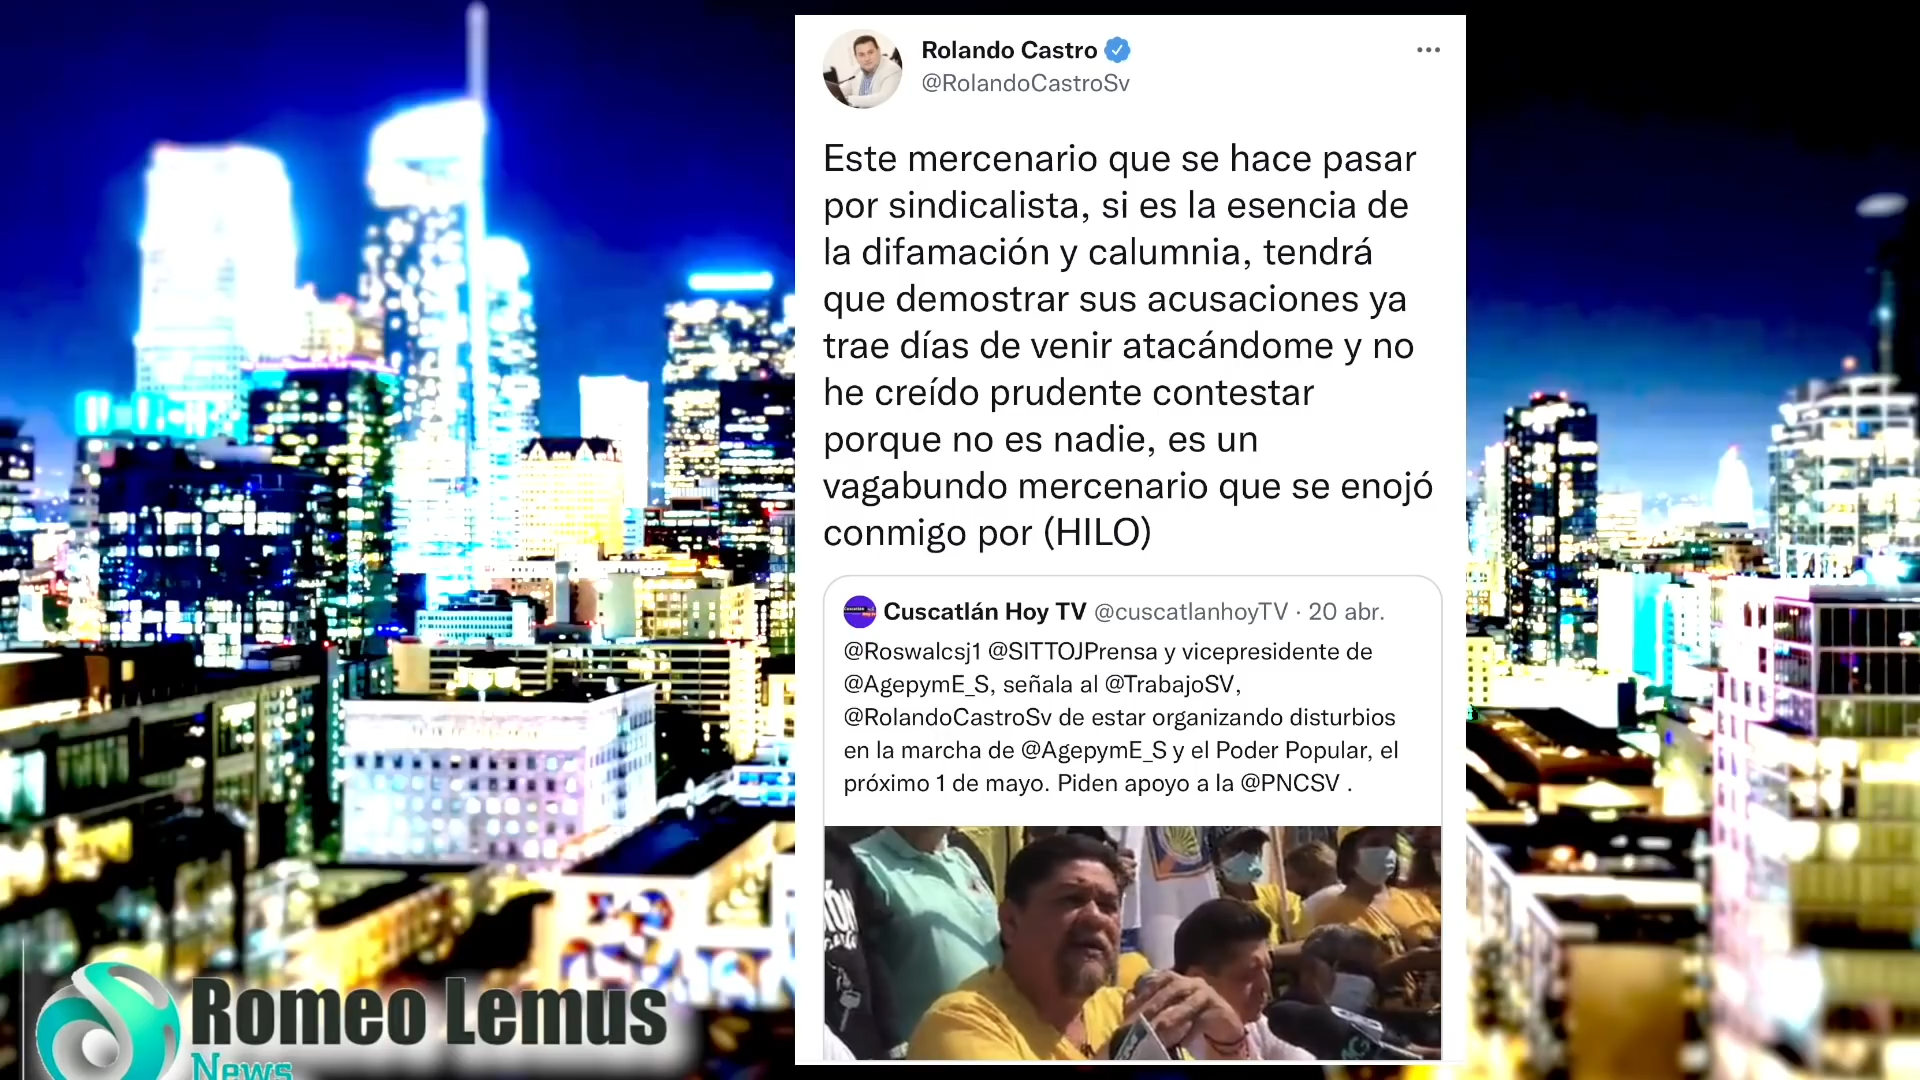 Rolando Castro
@RolandoCastroSv
Este mercenario que se hace pasar
por sindicalista, si es la esencia de
la difamación y calumnia, tendrá
que demostrar sus acusaciones ya
trae días de venir atacándome y no
he creído prudente contestar
porque no es nadie, es un
vagabundo mercenario que se enojó
conmigo por (HILO)
Cuscatlán Hoy TV @cuscatlanhoyTV · 20 abr.
@Roswalcsj1 @SITTOJPrensa y vicepresidente de
@AgepymE_S, señala al @TrabajoSV,
@RolandoCastroSv de estar organizando disturbios
en la marcha de @AgepymE_S y el Poder Popular, el
próximo 1 de mayo. Piden apoyo a la @PNCSV .
Romeo Lemus
News